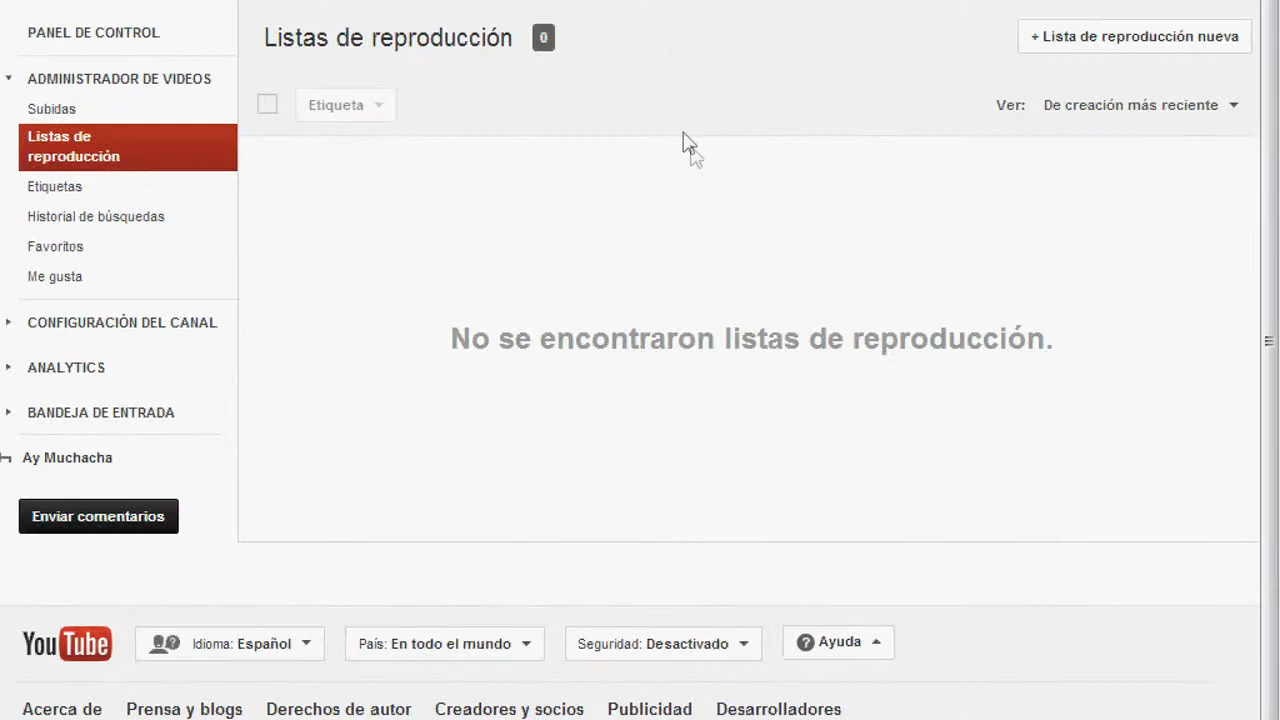 PANEL DE CONTROL
ADMINISTRADOR DE VIDEOS
Subidas
Listas de
reproducción
Etiquetas
Historial de búsquedas
Favoritos
Me gusta
CONFIGURACIÓN DEL CANAL
ANALYTICS
BANDEJA DE ENTRADA
Ay Muchacha
Enviar comentarios
Listas de reproducción 0
+ Lista de reproducción nueva
Etiqueta
Ver: De creación más reciente
No se encontraron listas de reproducción.
YouTube
Idioma: Español
País: En todo el mundo
Seguridad: Desactivado
? Ayuda
Acerca de Prensa y blogs Derechos de autor Creadores y socios Publicidad Desarrolladores